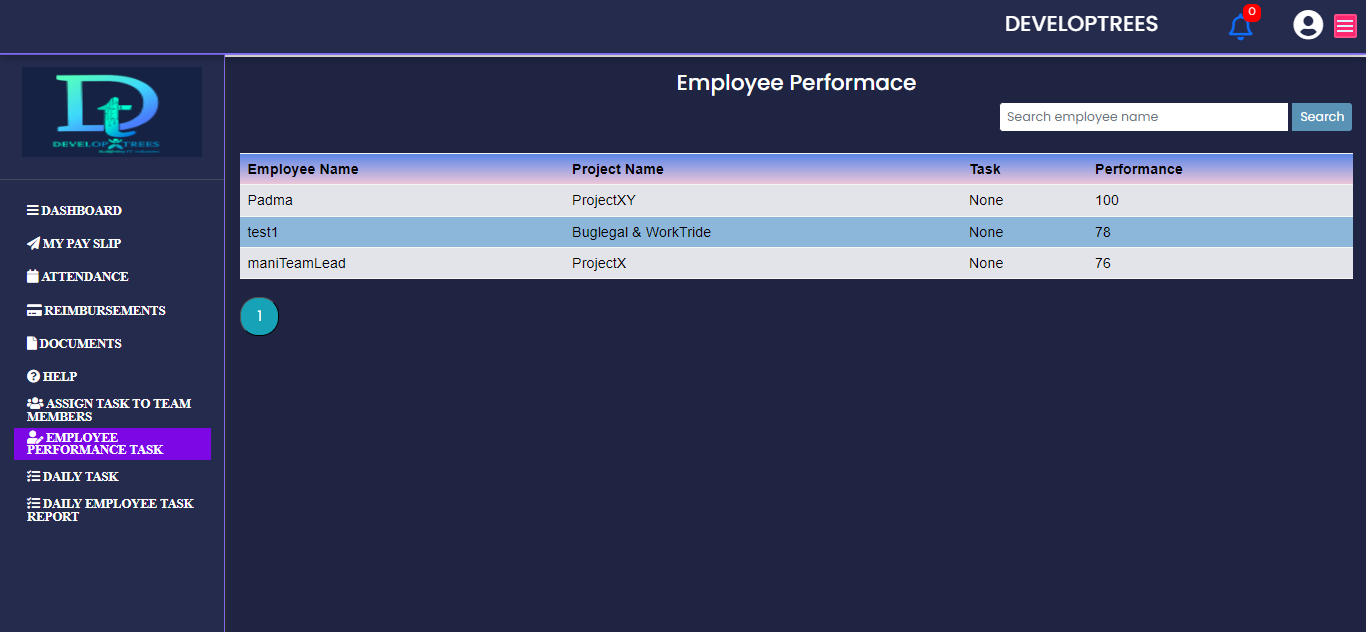 DEVELOPTREES
0
Dt
DEVELOPTREES
Employee Performace
Search employee name
Search
Employee Name Project Name Task Performance
Padma ProjectXY None 100
test1 Buglegal & WorkTride None 78
maniTeamLead ProjectX None 76
1
DASHBOARD
MY PAY SLIP
ATTENDANCE
REIMBURSEMENTS
DOCUMENTS
HELP
ASSIGN TASK TO TEAM
MEMBERS
EMPLOYEE
PERFORMANCE TASK
DAILY TASK
DAILY EMPLOYEE TASK
REPORT